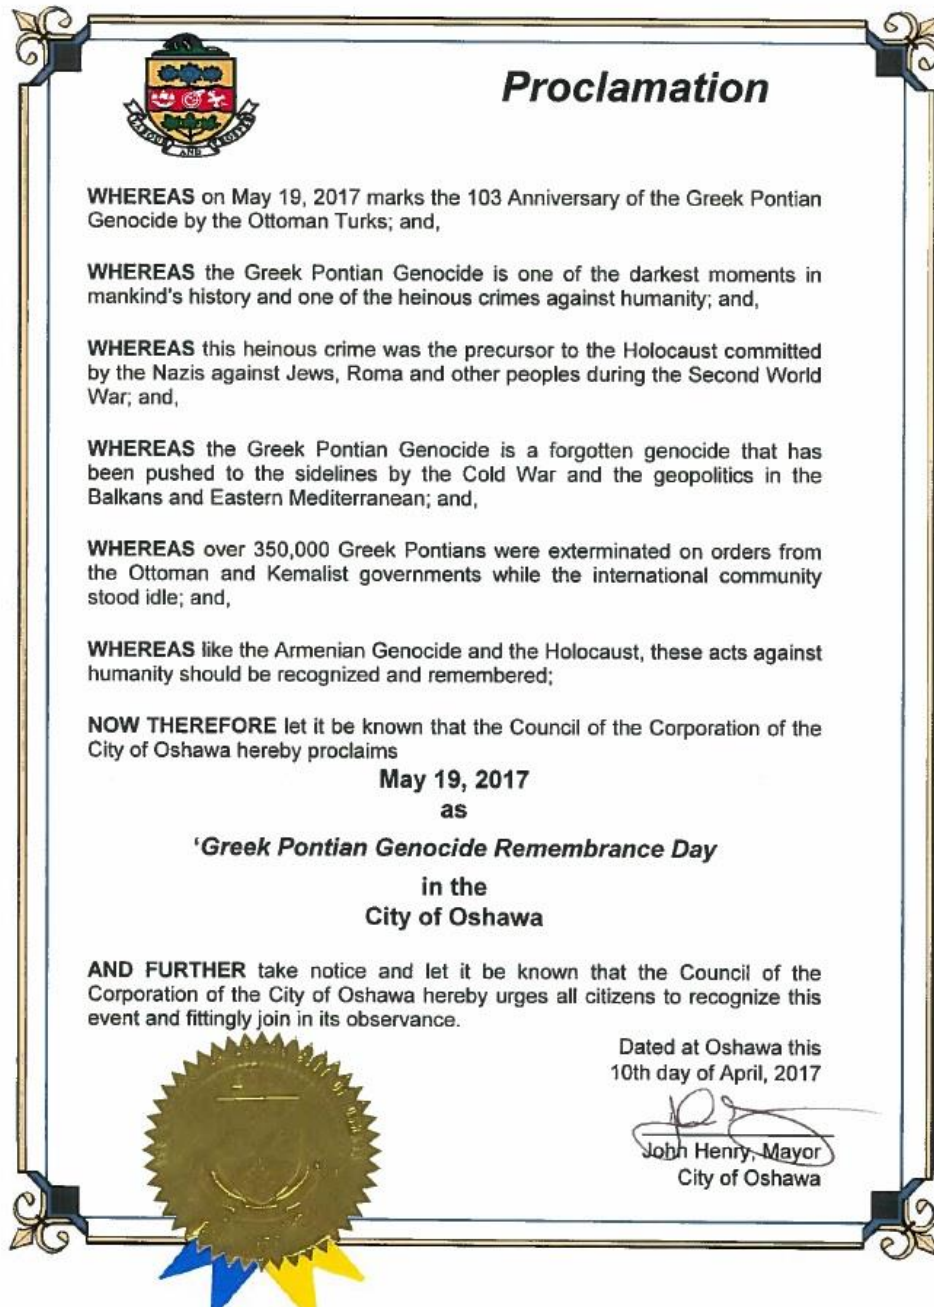 Proclamation
LABOUR AND PROSPER
WHEREAS on May 19, 2017 marks the 103 Anniversary of the Greek Pontian
Genocide by the Ottoman Turks; and,
WHEREAS the Greek Pontian Genocide is one of the darkest moments in
mankind's history and one of the heinous crimes against humanity; and,
WHEREAS this heinous crime was the precursor to the Holocaust committed
by the Nazis against Jews, Roma and other peoples during the Second World
War; and,
WHEREAS the Greek Pontian Genocide is a forgotten genocide that has
been pushed to the sidelines by the Cold War and the geopolitics in the
Balkans and Eastern Mediterranean; and,
WHEREAS over 350,000 Greek Pontians were exterminated on orders from
the Ottoman and Kemalist governments while the international community
stood idle; and,
WHEREAS like the Armenian Genocide and the Holocaust, these acts against
humanity should be recognized and remembered;
NOW THEREFORE let it be known that the Council of the Corporation of the
City of Oshawa hereby proclaims
May 19, 2017
as
‘Greek Pontian Genocide Remembrance Day
in the
City of Oshawa
AND FURTHER take notice and let it be known that the Council of the
Corporation of the City of Oshawa hereby urges all citizens to recognize this
event and fittingly join in its observance.
Dated at Oshawa this
10th day of April, 2017
John Henry, Mayor
City of Oshawa